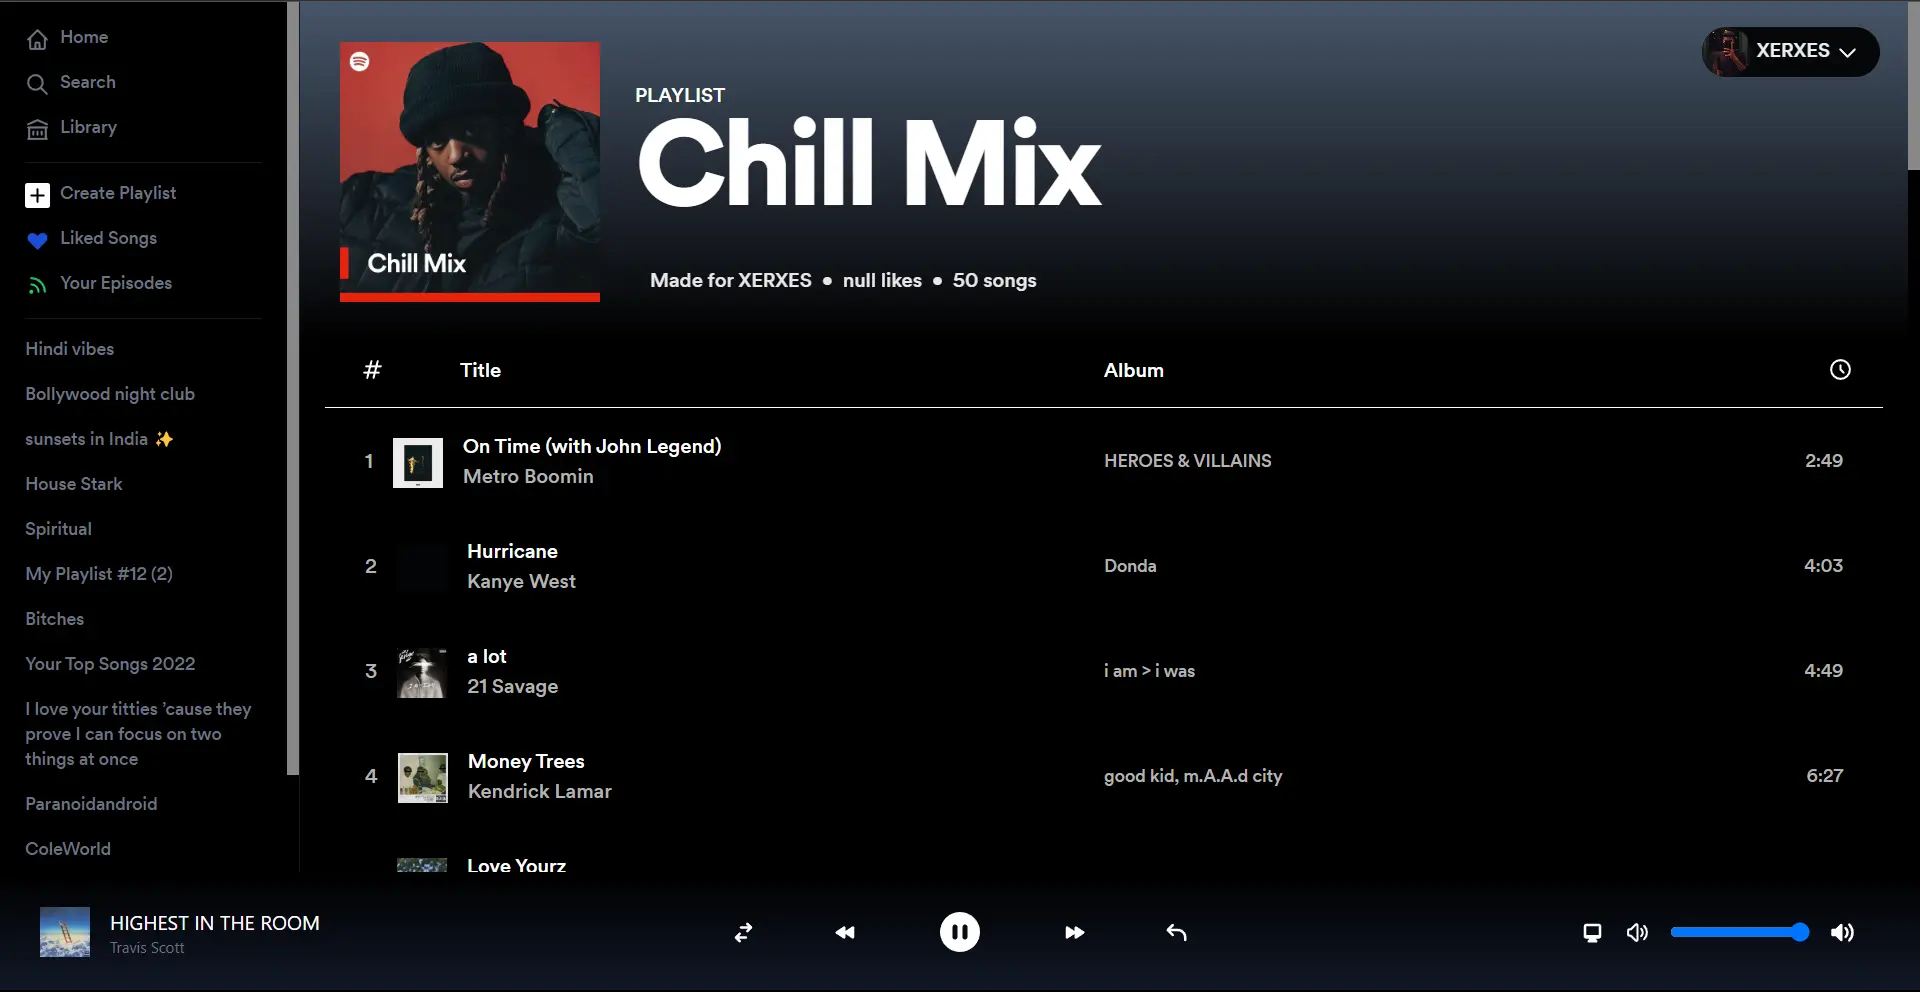 Home
Search
Library
Create Playlist
Liked Songs
Your Episodes
Hindi vibes
Bollywood night club
sunsets in India ✨
House Stark
Spiritual
My Playlist #12 (2)
Bitches
Your Top Songs 2022
I love your titties ’cause they
prove I can focus on two
things at once
Paranoidandroid
ColeWorld
Chill Mix
PLAYLIST
Chill Mix
Made for XERXES • null likes • 50 songs
XERXES
# Title Album
1 On Time (with John Legend) HEROES & VILLAINS 2:49
Metro Boomin
2 Hurricane Donda 4:03
Kanye West
3 a lot i am > i was 4:49
21 Savage
4 Money Trees good kid, m.A.A.d city 6:27
Kendrick Lamar
Love Yourz
HIGHEST IN THE ROOM
Travis Scott